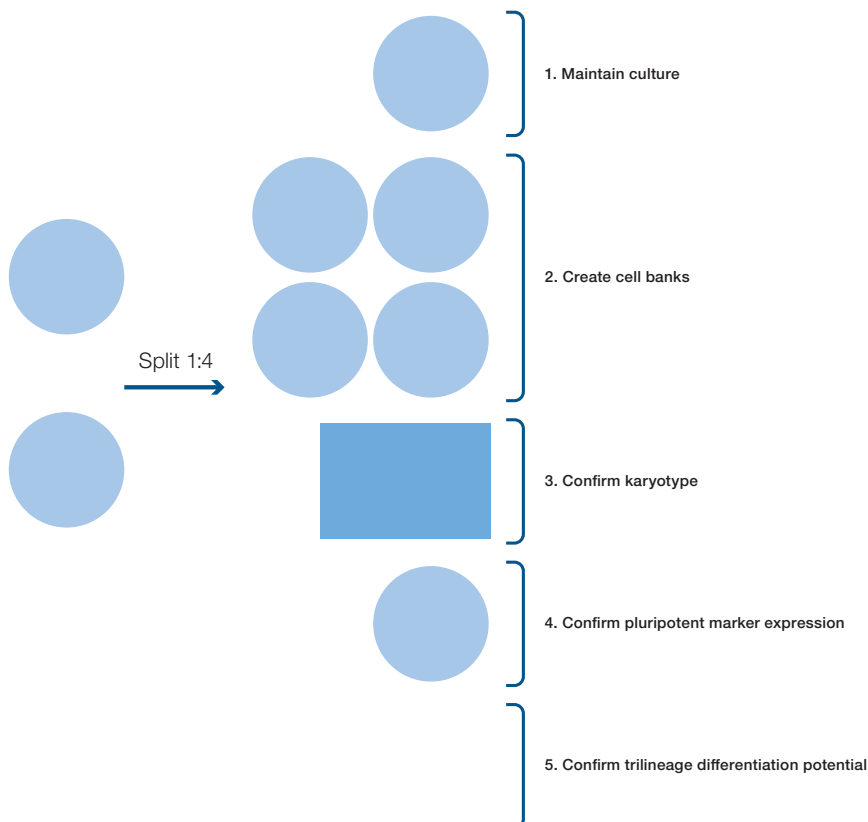 1. Maintain culture
2. Create cell banks
Split 1:4
3. Confirm karyotype
4. Confirm pluripotent marker expression
5. Confirm trilineage differentiation potential